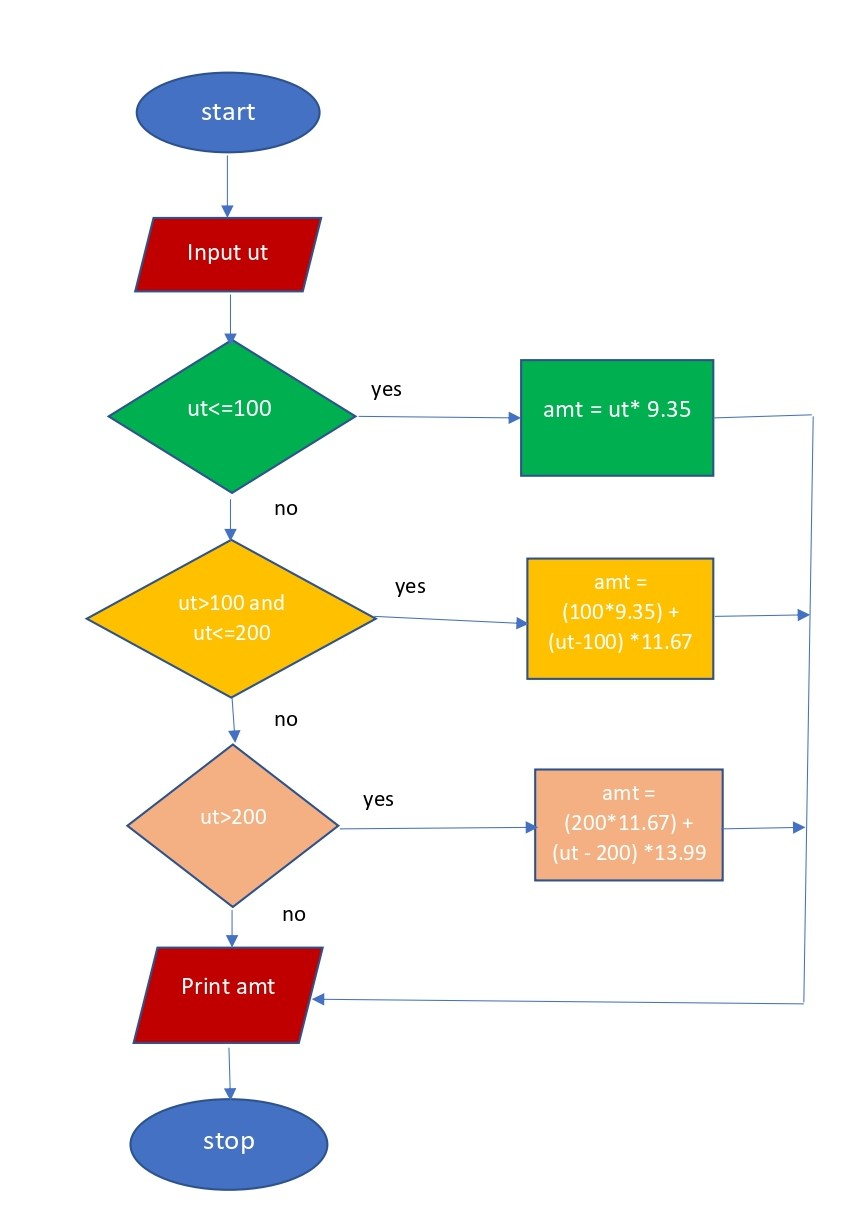 start
Input ut
ut<=100
yes
amt = ut* 9.35
no
ut>100 and
ut<=200
yes
amt =
(100*9.35) +
(ut-100) *11.67
no
ut>200
yes
amt =
(200*11.67) +
(ut - 200) *13.99
no
Print amt
stop